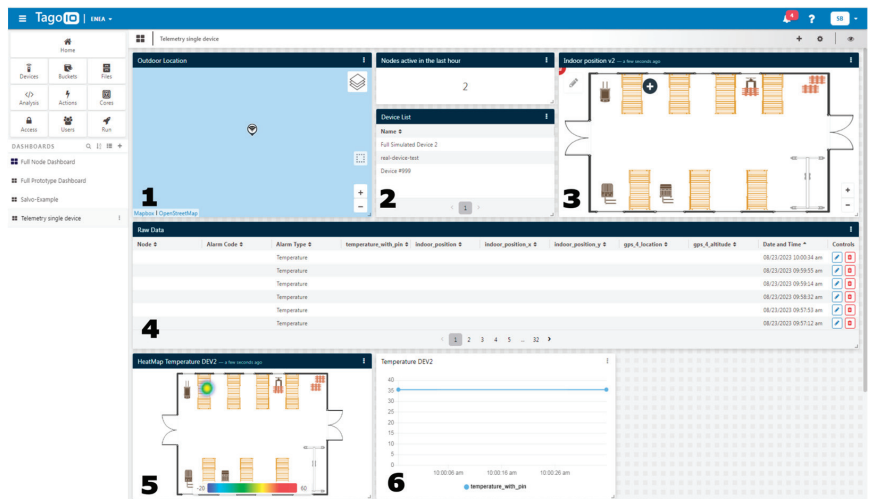 TagoIO ENEA
4
?
SB
Home
Devices Buckets Files
Analysis Actions Cores
Access Users Run
DASHBOARDS
Full Node Dashboard
Full Prototype Dashboard
Salvo-Example
Telemetry single device
Telemetry single device
Outdoor Location
1
+
−
Mapbox | OpenStreetMap
Nodes active in the last hour
2
Device List
Name
Full Simulated Device 2
real-device-test
Device #999
2
1
Indoor position v2 — a few seconds ago
3
+
−
Raw Data
Node Alarm Code Alarm Type temperature_with_pin indoor_position indoor_position_x indoor_position_y gps_4_location gps_4_altitude Date and Time Controls
Temperature 08/23/2023 10:00:34 am
Temperature 08/23/2023 09:59:55 am
Temperature 08/23/2023 09:59:14 am
Temperature 08/23/2023 09:58:32 am
Temperature 08/23/2023 09:57:53 am
Temperature 08/23/2023 09:57:12 am
4
1 2 3 4 5 ... 32
HeatMap Temperature DEV2 — a few seconds ago
5
-20 60
Temperature DEV2
40
35
30
25
20
15
10
5
0
10:00:06 am 10:00:16 am 10:00:26 am
6
temperature_with_pin